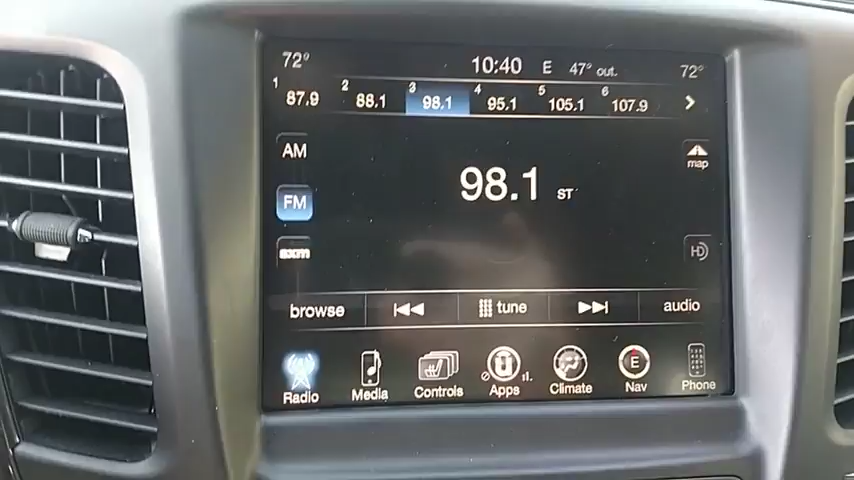 72° 10:40 E 47° out. 72°
1 87.9 2 88.1 3 98.1 4 95.1 5 105.1 6 107.9
AM
98.1 ST
map
FM
sxm
HD
browse tune audio
E
Radio Media Controls Apps Climate Nav Phone